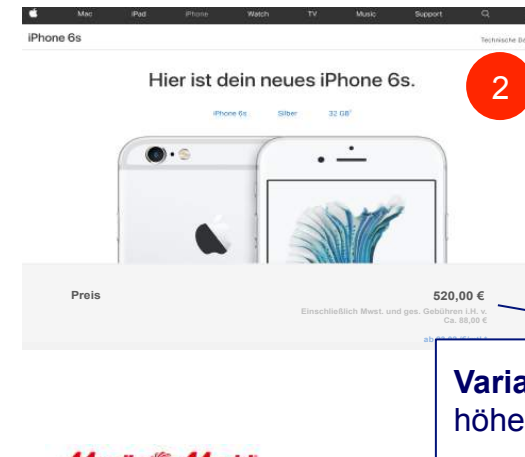 Mac iPad iPhone Watch TV Music Support
iPhone 6s
Technische Da
Hier ist dein neues iPhone 6s.
2
iPhone 6s Silber 32 GB
Preis
520,00 €
Einschließlich Mwst. und ges. Gebühren i.H. v.
Ca. 88,00 €
ab
Varia
höhe